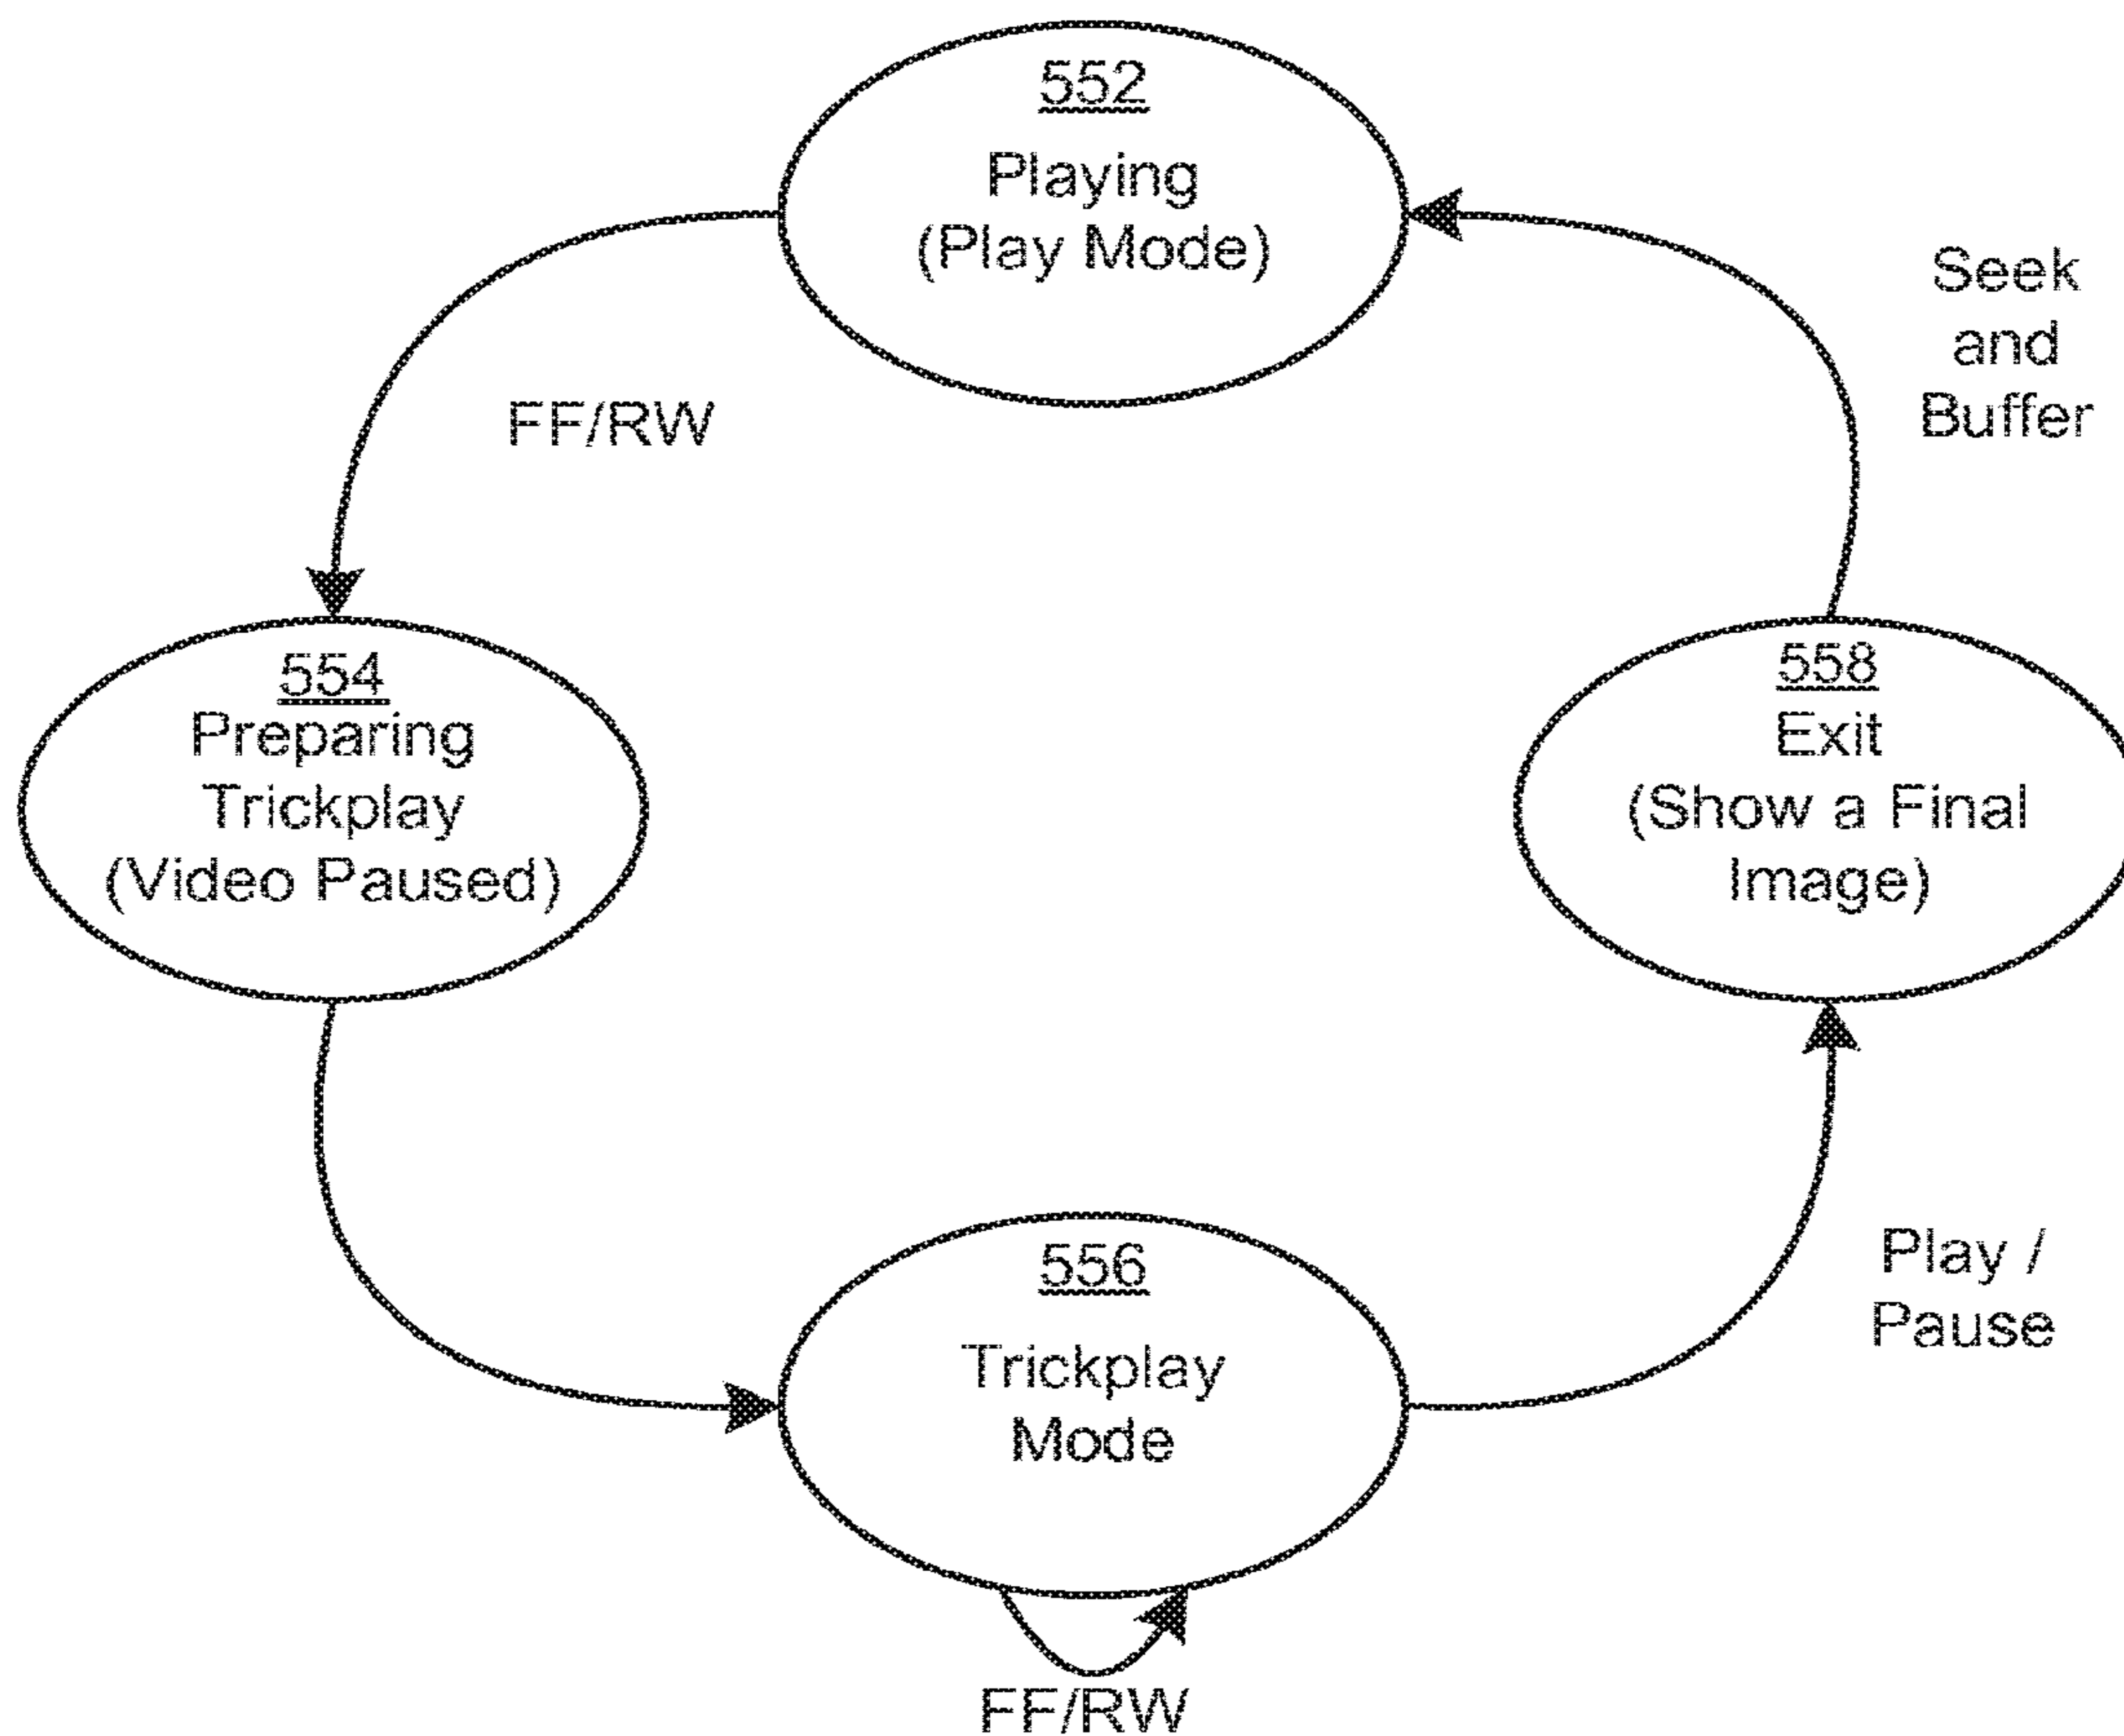 552
Playing
(Play Mode)
Seek
and
Buffer
FF/RW
554
Preparing
Trickplay
(Video Paused)
558
Exit
(Show a Final
Image)
556
Trickplay
Mode
Play /
Pause
FF/RW